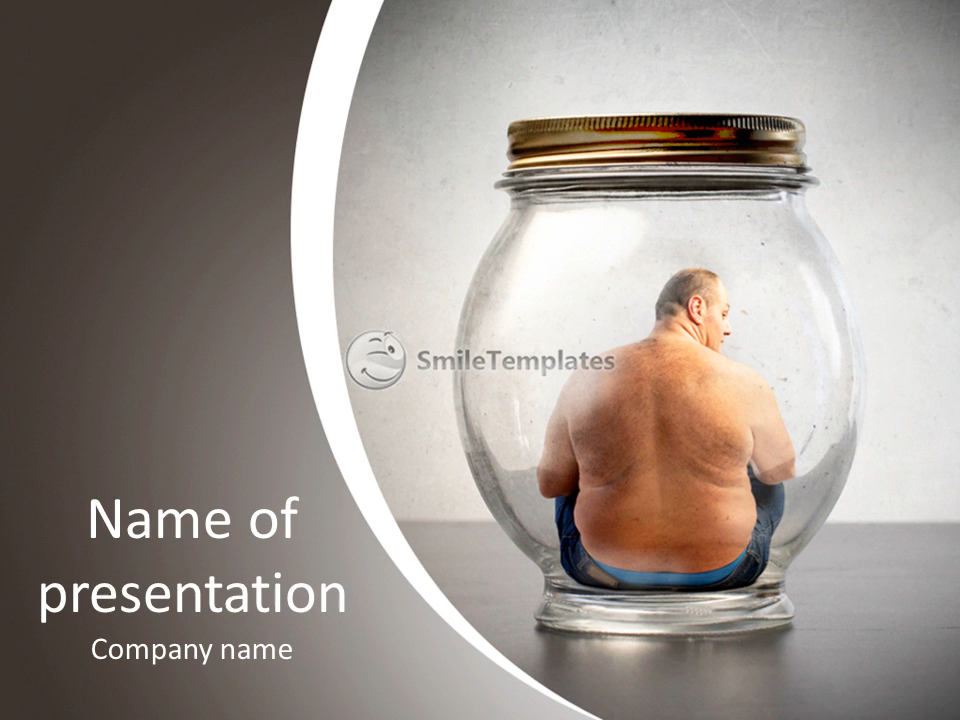 SmileTemplates
Name of
presentation
Company name